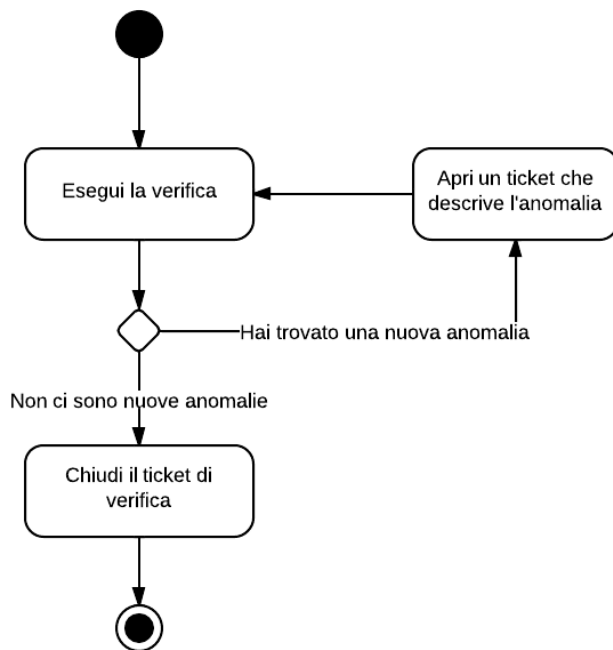 Esegui la verifica
Apri un ticket che
descrive l'anomalia
Hai trovato una nuova anomalia
Non ci sono nuove anomalie
Chiudi il ticket di
verifica